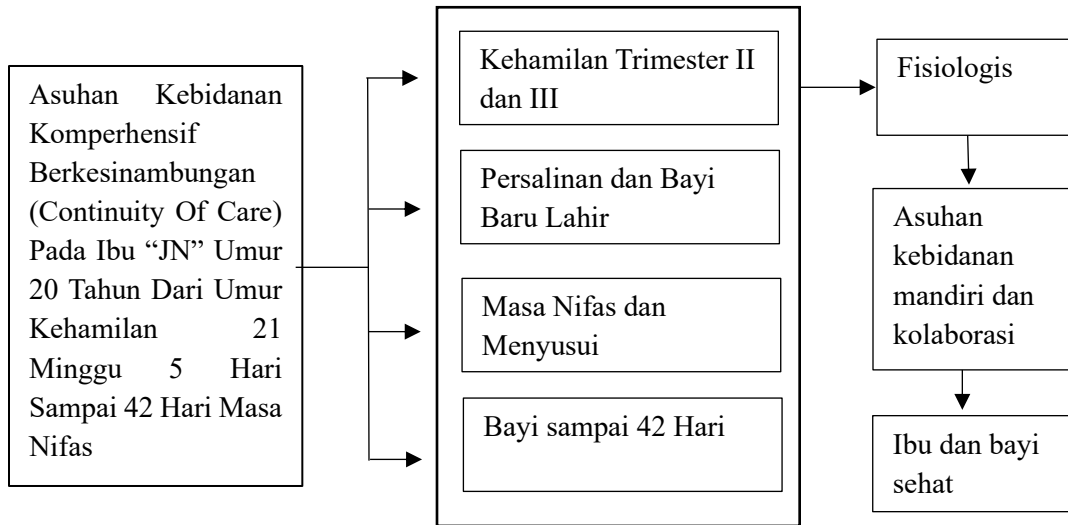 Asuhan Kebidanan
Komperhensif
Berkesinambungan
(Continuity Of Care)
Pada Ibu “JN” Umur
20 Tahun Dari Umur
Kehamilan 21
Minggu 5 Hari
Sampai 42 Hari Masa
Nifas
Kehamilan Trimester II
dan III
Persalinan dan Bayi
Baru Lahir
Masa Nifas dan
Menyusui
Bayi sampai 42 Hari
Fisiologis
Asuhan
kebidanan
mandiri dan
kolaborasi
Ibu dan bayi
sehat